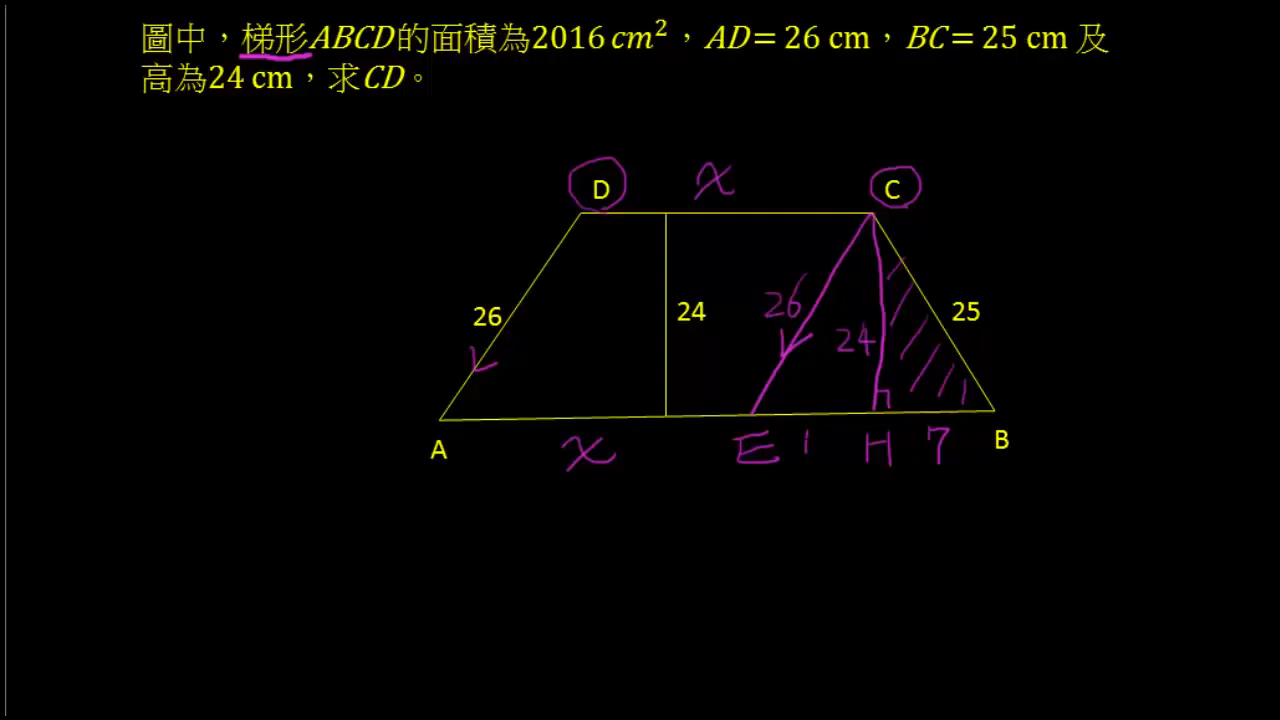 圖中，梯形ABCD的面積為2016 cm²，AD = 26 cm，BC = 25 cm 及
高為24 cm，求CD。
D x C
26 24 26 24 25
A x E 1 H 7 B